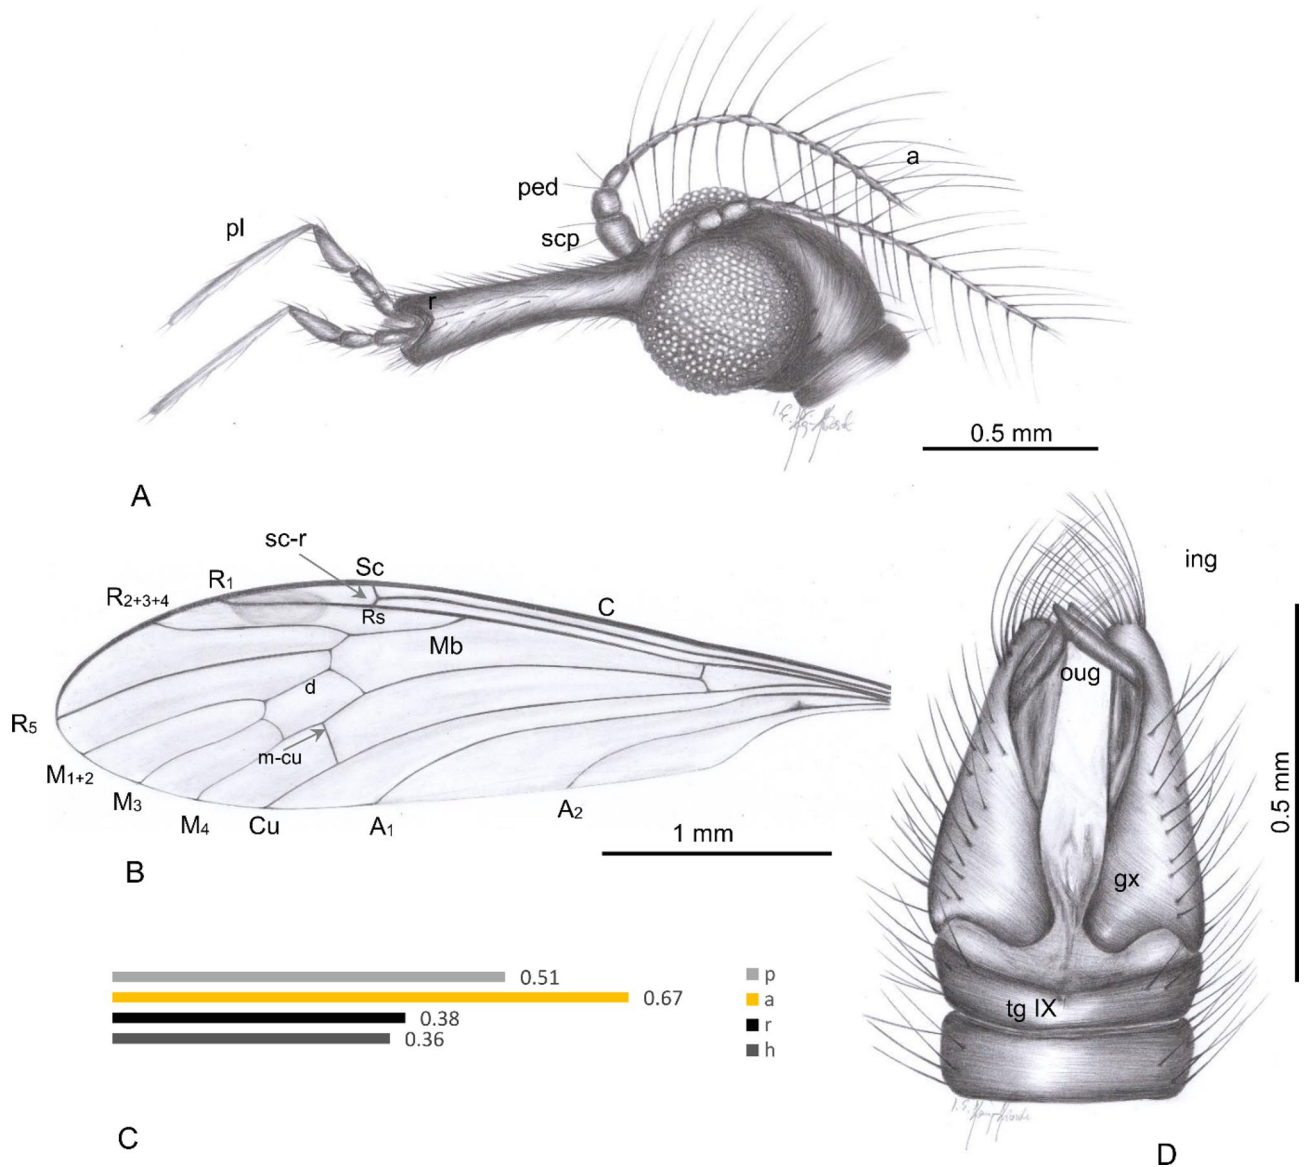 a
ped
pl
scp
r
0.5 mm
A
sc-r
Sc
R1
R2+3+4
C
Rs
Mb
d
R5
m-cu
M1+2
M3
M4
Cu
A1
A2
1 mm
B
0.51
0.67
0.38
0.36
p
a
r
h
C
ing
oug
gx
0.5 mm
tg IX
D